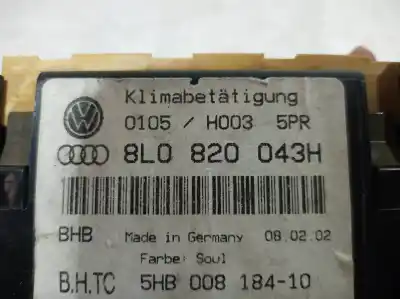 Klimabetätigung
0105 / H003 5PR
8L0 820 043H
BHB Made in Germany 08.02.02
Farbe: Soul
B.H.TC 5HB 008 184-10